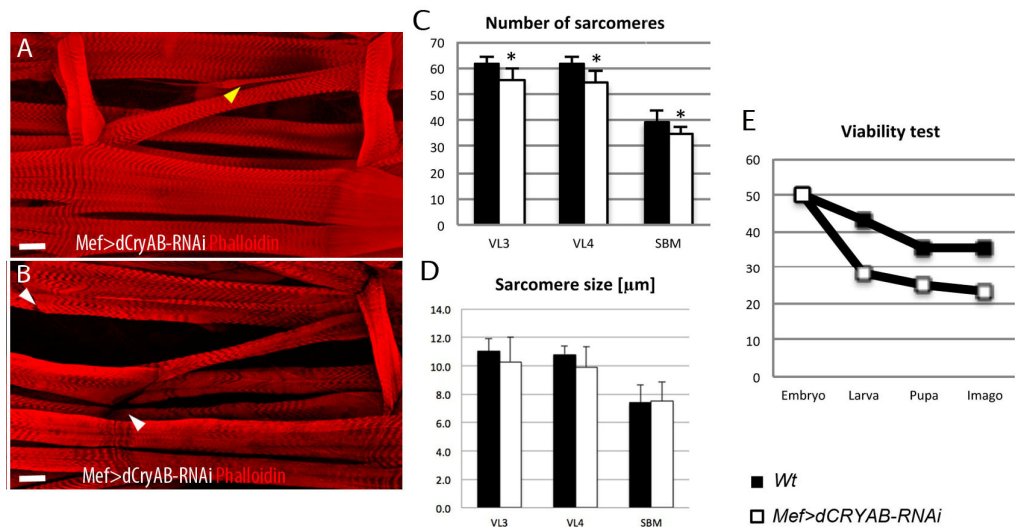 A
Mef>dCryAB-RNAi Phalloidin
B
Mef>dCryAB-RNAi Phalloidin
C
Number of sarcomeres
70
60
50
40
30
20
10
0
* * *
VL3 VL4 SBM
D
Sarcomere size [μm]
14.0
12.0
10.0
8.0
6.0
4.0
2.0
0.0
VL3 VL4 SBM
E
Viability test
60
50
40
30
20
10
0
Embryo Larva Pupa Imago
Wt
Mef>dCRYAB-RNAi